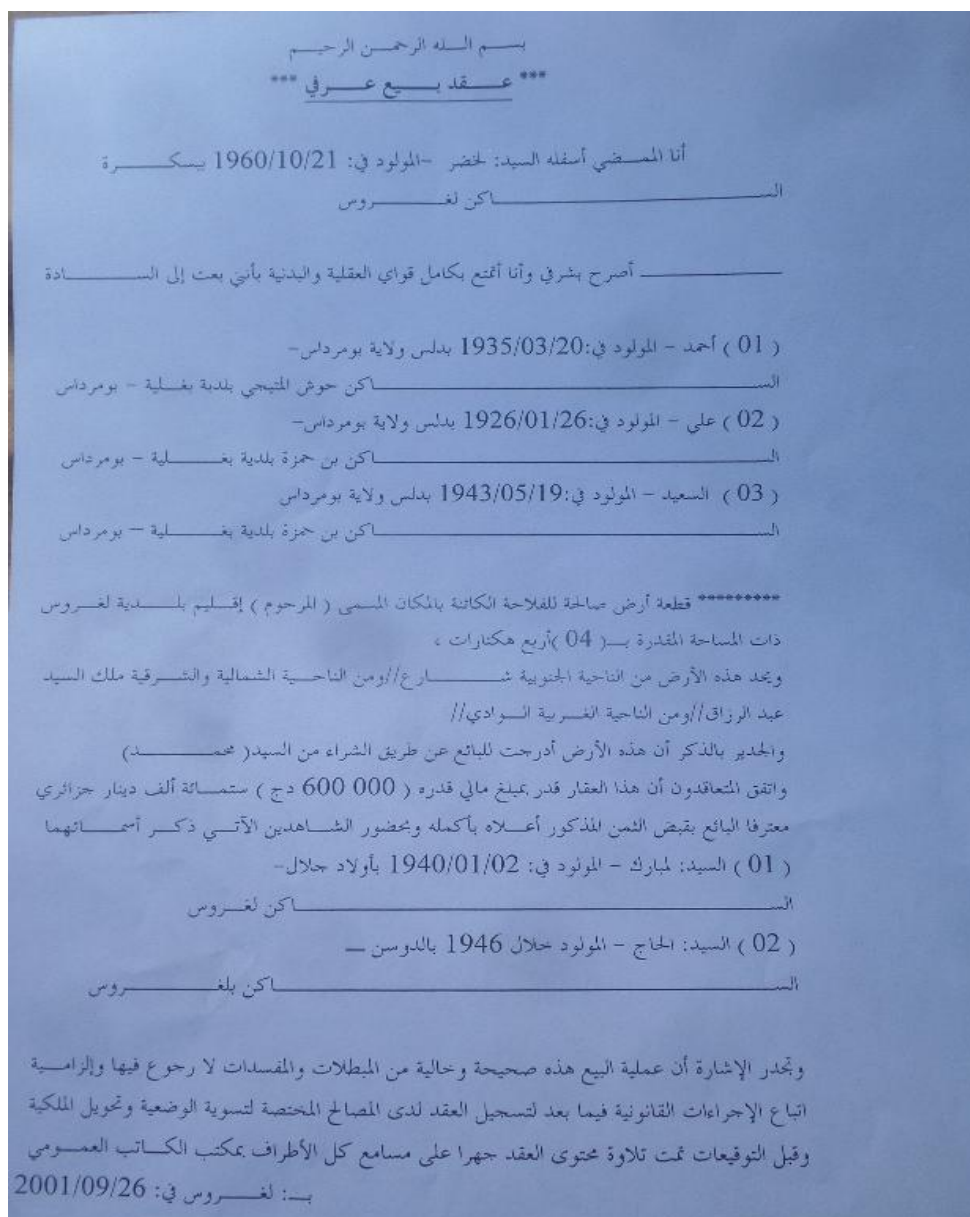 بسم الله الرحمن الرحيم
*** عقد بيع عرفي ***
أنا الممضي أسفله السيد: لخضر -المولود في: 1960/10/21 ببسكرة
الساكن لغروس
أصرح بشرفي وأنا أتمتع بكامل قواي العقلية والبدنية بأنني بعت إلى السادة
( 01 ) أحمد - المولود في:1935/03/20 بدلس ولاية بومرداس-
الساكن حوش المتيجي بلدية بغلية - بومرداس
( 02 ) علي - المولود في:1926/01/26 بدلس ولاية بومرداس-
الساكن بن حمزة بلدية بغلية - بومرداس
( 03 ) السعيد - المولود في:1943/05/19 بدلس ولاية بومرداس
الساكن بن حمزة بلدية بغلية - بومرداس
********* قطعة أرض صالحة للفلاحة الكائنة بالمكان المسمى ( المرحوم ) إقليم بلدية لغروس
ذات المساحة المقدرة بـ( 04 )أربع هكتارات ،
ويحد هذه الأرض من الناحية الجنوبية شارع//ومن الناحية الشمالية والشرقية ملك السيد
عبد الرزاق//ومن الناحية الغربية الوادي//
والجدير بالذكر أن هذه الأرض أدرجت للبائع عن طريق الشراء من السيد( محمد)
واتفق المتعاقدون أن هذا العقار قدر بمبلغ مالي قدره ( 000 600 دج ) ستمائة ألف دينار جزائري
معترفا البائع بقبض الثمن المذكور أعلاه بأكمله وبحضور الشاهدين الآتي ذكر أسمائهما
( 01 ) السيد: لمبارك - المولود في: 1940/01/02 بأولاد جلال-
الساكن لغروس
( 02 ) السيد: الحاج - المولود خلال 1946 بالدوسن ـ
الساكن بلغروس
وتجدر الإشارة أن عملية البيع هذه صحيحة وخالية من المبطلات والمفسدات لا رجوع فيها وإلزامية
اتباع الإجراءات القانونية فيما بعد لتسجيل العقد لدى المصالح المختصة لتسوية الوضعية وتحويل الملكية
وقبل التوقيعات تمت تلاوة محتوى العقد جهرا على مسامع كل الأطراف بمكتب الكاتب العمومي
بـ: لغروس في: 2001/09/26